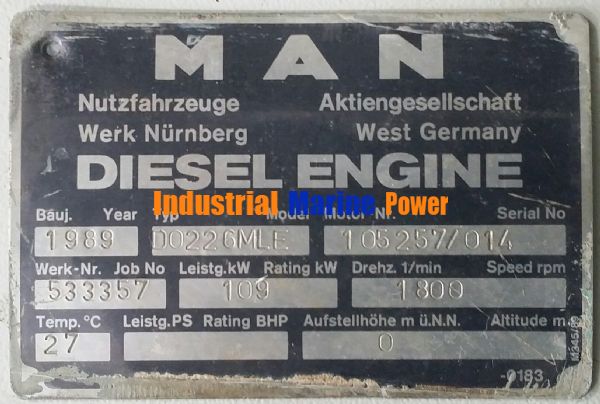 M A N
Nutzfahrzeuge Aktiengesellschaft
Werk Nürnberg West Germany
DIESEL ENGINE
Industrial Marine Power
Bauj. Year Typ Model Motor-Nr. Serial No
1989 D0226MLE 105257/014
Werk-Nr. Job No Leistg.kW Rating kW Drehz. 1/min Speed rpm
533357 109 1800
Temp. °C Leistg.PS Rating BHP Aufstellhöhe m ü.N.N. Altitude m
27 0
-0183